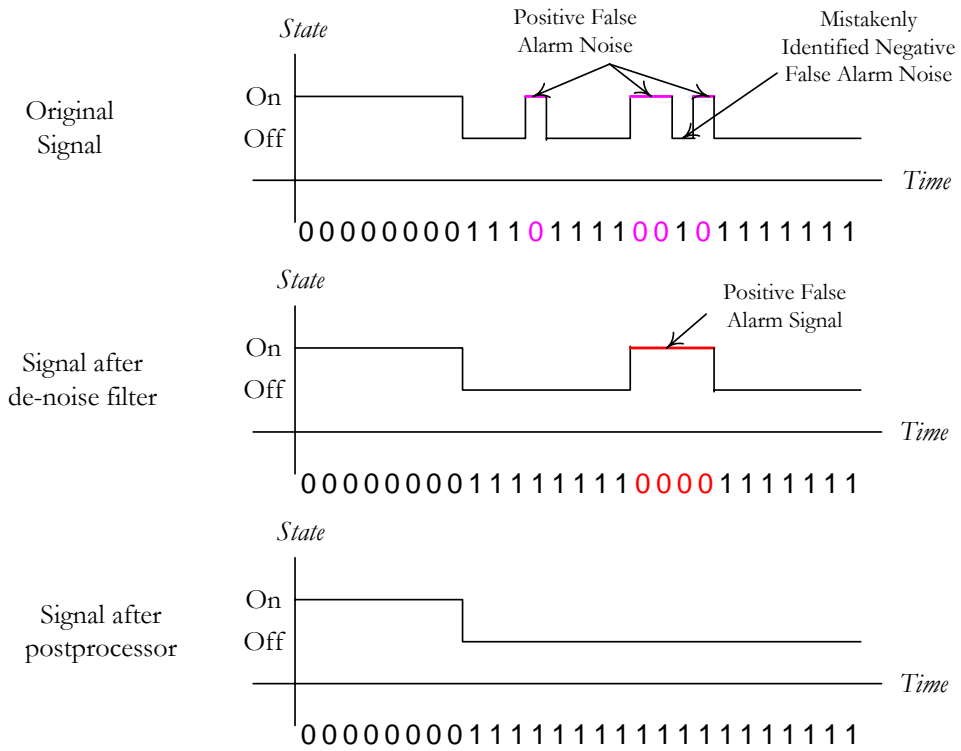 State
Positive False
Alarm Noise
Mistakenly
Identified Negative
False Alarm Noise
Original
Signal
On
Off
Time
000000001110111100101111111
State
Positive False
Alarm Signal
Signal after
de-noise filter
On
Off
Time
000000001111111100001111111
State
Signal after
postprocessor
On
Off
Time
000000001111111111111111111